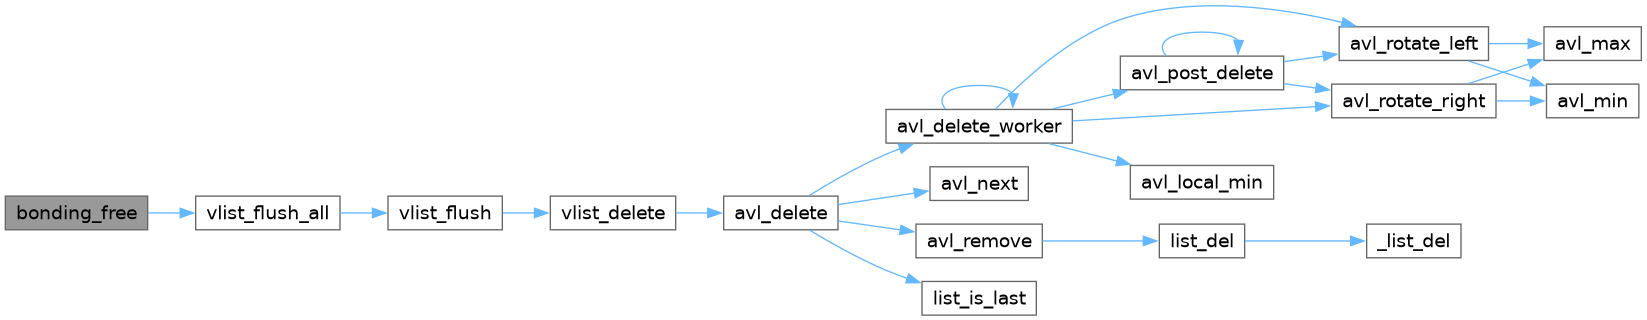 bonding_free
vlist_flush_all
vlist_flush
vlist_delete
avl_delete
avl_delete_worker
avl_next
avl_remove
list_is_last
avl_post_delete
avl_local_min
list_del
avl_rotate_left
avl_rotate_right
_list_del
avl_max
avl_min